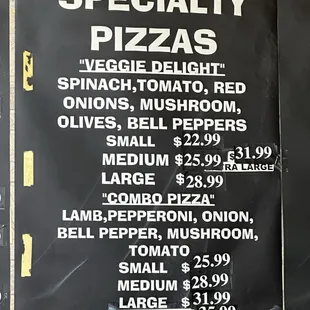 SPECIALTY
PIZZAS
"VEGGIE DELIGHT"
SPINACH,TOMATO, RED
ONIONS, MUSHROOM,
OLIVES, BELL PEPPERS
SMALL $22.99
MEDIUM $25.99 $31.99
RA LARGE
LARGE $28.99
"COMBO PIZZA"
LAMB,PEPPERONI, ONION,
BELL PEPPER, MUSHROOM,
TOMATO
SMALL $25.99
MEDIUM $28.99
LARGE $31.99